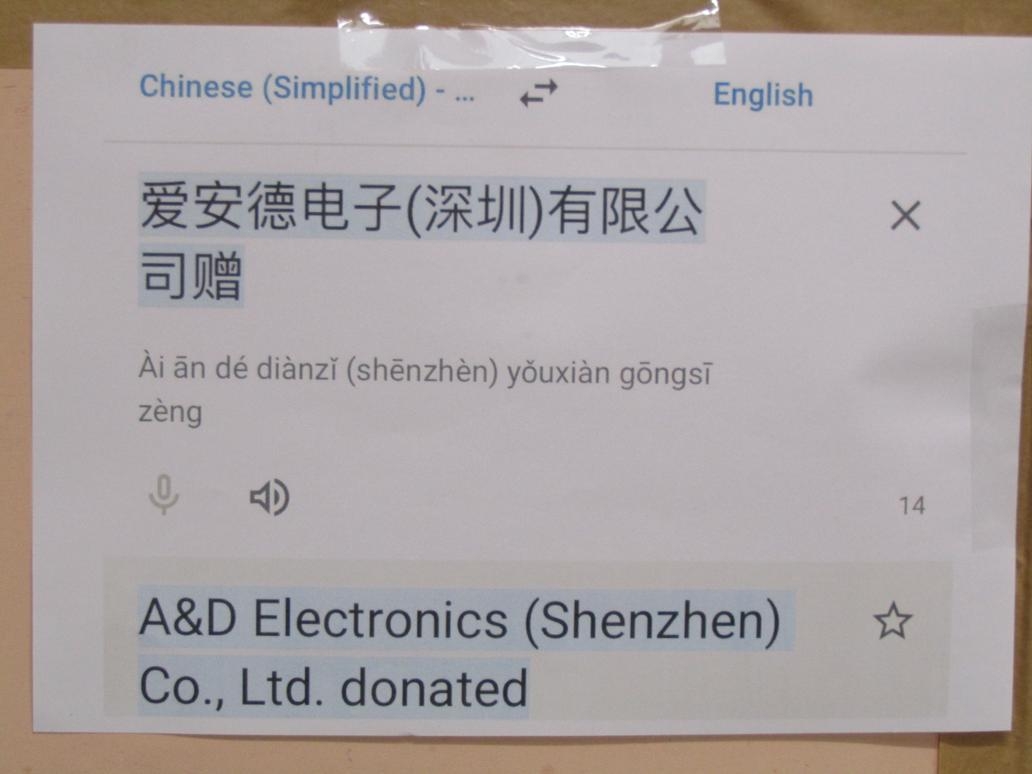 Chinese (Simplified) - ...
English
爱安德电子(深圳)有限公
司赠
Ài ān dé diànzǐ (shēnzhèn) yǒuxiàn gōngsī
zèng
14
A&D Electronics (Shenzhen)
Co., Ltd. donated